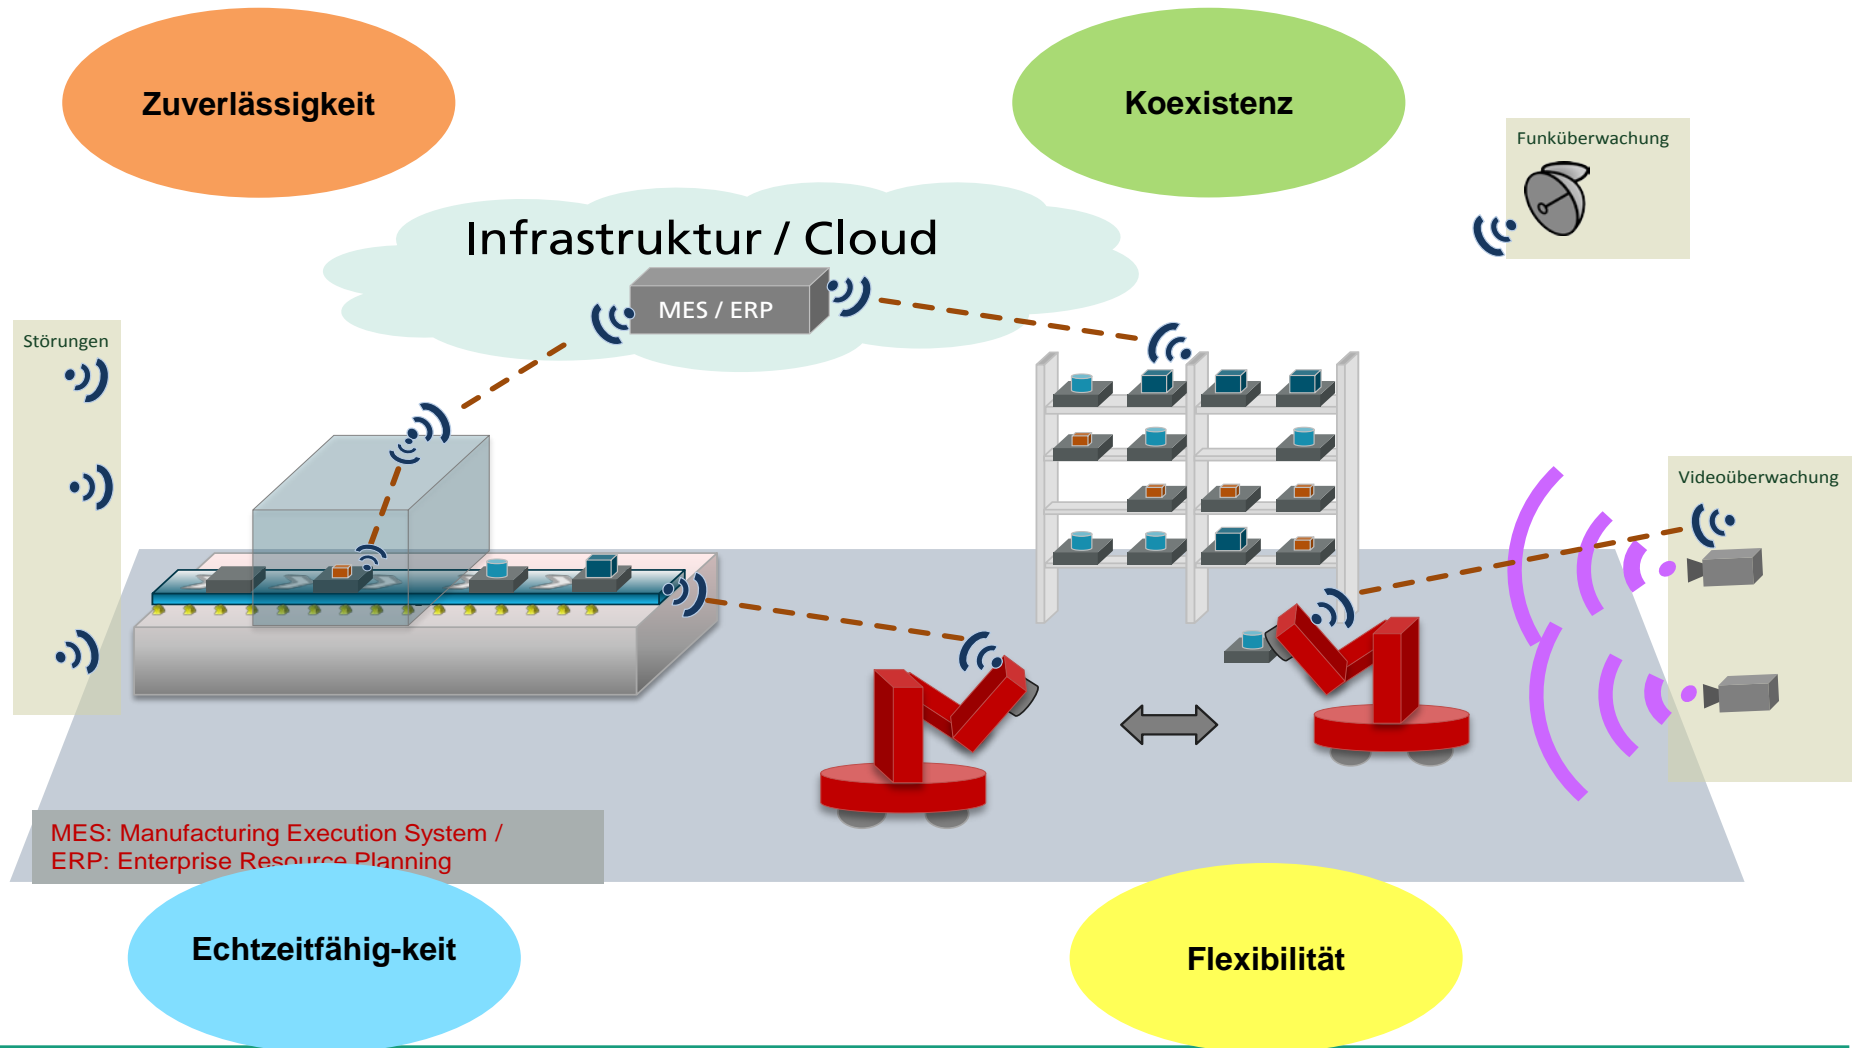 Zuverlässigkeit
Koexistenz
Funküberwachung
Infrastruktur / Cloud
MES / ERP
Störungen
Videoüberwachung
MES: Manufacturing Execution System /
ERP: Enterprise Resource Planning
Echtzeitfähig-keit
Flexibilität